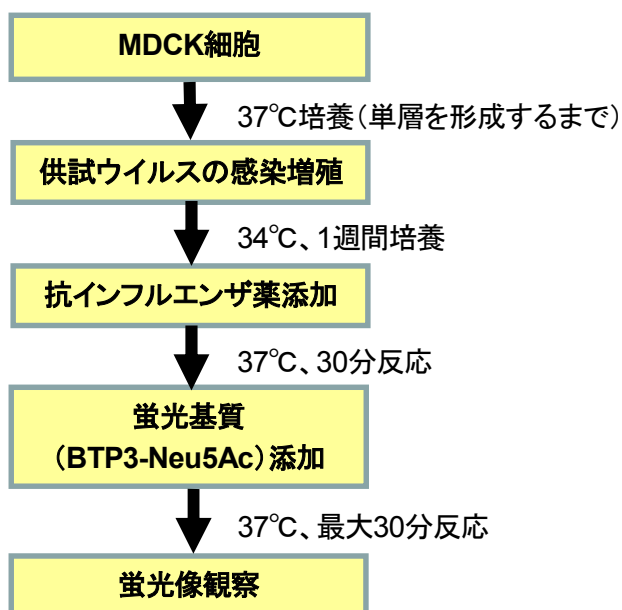 MDCK細胞
37℃培養（単層を形成するまで）
供試ウイルスの感染増殖
34℃、1週間培養
抗インフルエンザ薬添加
37℃、30分反応
蛍光基質
（BTP3-Neu5Ac）添加
37℃、最大30分反応
蛍光像観察